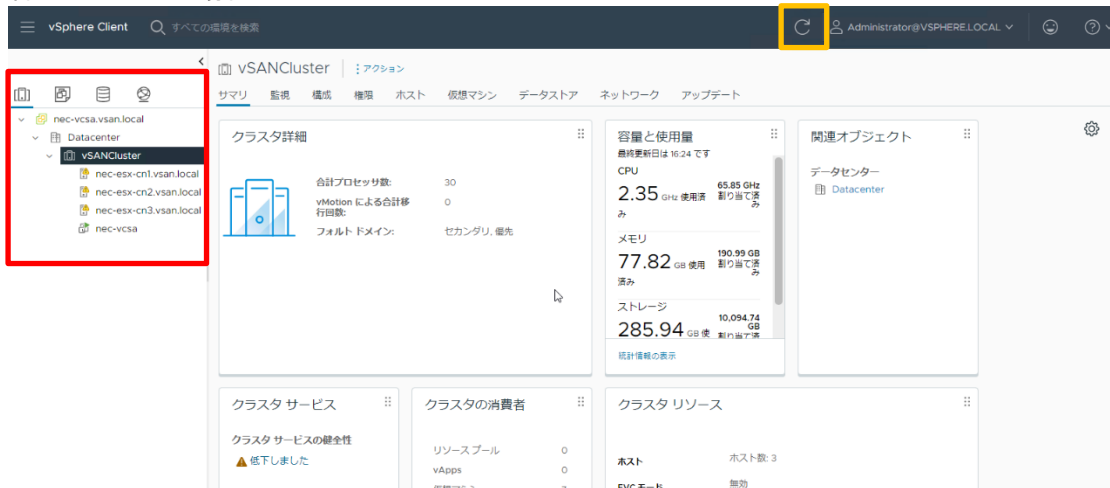 vSphere Client
すべての環境を検索
Administrator@VSPHERE.LOCAL
vSANCluster
アクション
サマリ 監視 構成 権限 ホスト 仮想マシン データストア ネットワーク アップデート
nec-vcsa.vsan.local
Datacenter
vSANCluster
nec-esx-cn1.vsan.local
nec-esx-cn2.vsan.local
nec-esx-cn3.vsan.local
nec-vcsa
クラスタ詳細
合計プロセッサ数: 30
vMotion による合計移 0
行回数:
フォルト ドメイン: セカンダリ, 優先
容量と使用量
最終更新日は 16:24 です
CPU
2.35 GHz 使用済み
65.85 GHz
割り当て済み
メモリ
77.82 GB 使用済み
190.99 GB
割り当て済み
ストレージ
285.94 GB 使
10,094.74
GB
割り当て済
統計情報の表示
関連オブジェクト
データセンター
Datacenter
クラスタ サービス
クラスタ サービスの健全性
低下しました
クラスタの消費者
リソース プール 0
vApps 0
クラスタ リソース
ホスト ホスト数: 3
EVC モード 無効